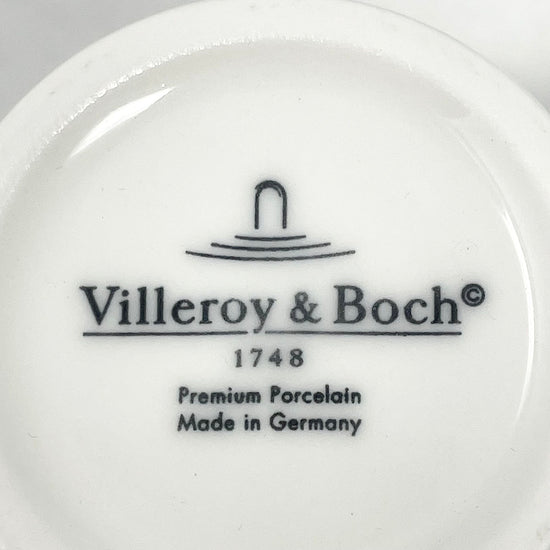 Villeroy & Boch©
1748
Premium Porcelain
Made in Germany